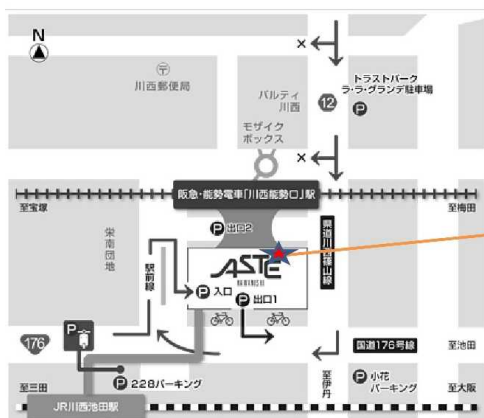 N
川西郵便局
パルティ
川西
12
トラストパーク
ラ・ラ・グランデ駐車場
P
モザイク
ボックス
阪急・能勢電車「川西能勢口」駅
至宝塚
至梅田
P 出口2
栄南団地
駅前線
県道川西篠山線
ASTE
KAWANISHI
P 入口
P 出口1
176
P
国道176号線
至池田
至三田
P 228パーキング
至伊丹
P 小花
パーキング
至大阪
JR川西池田駅